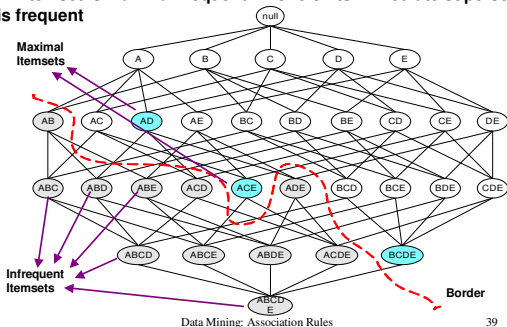 is frequent
null
Maximal
Itemsets
A B C D E
AB AC AD AE BC BD BE CD CE DE
ABC ABD ABE ACD ACE ADE BCD BCE BDE CDE
ABCD ABCE ABDE ACDE BCDE
Infrequent
Itemsets
Border
ABCD
E
Data Mining: Association Rules 39